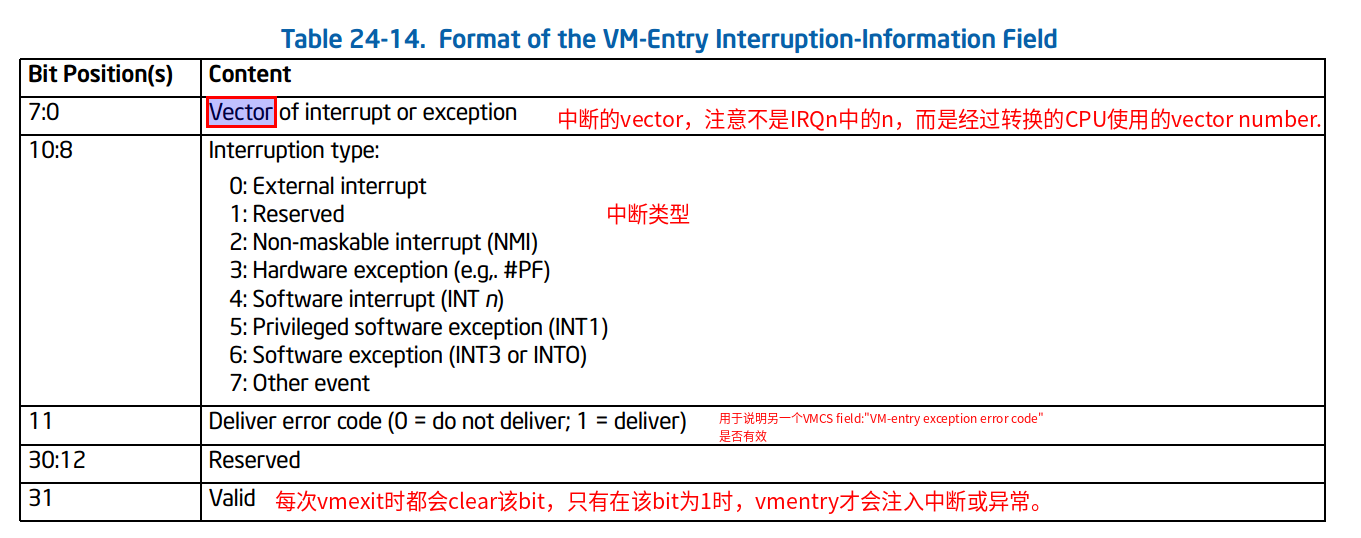 Table 24-14. Format of the VM-Entry Interruption-Information Field
Bit Position(s) Content
7:0 Vector of interrupt or exception 中断的vector，注意不是IRQn中的n，而是经过转换的CPU使用的vector number.
10:8 Interruption type:
0: External interrupt
1: Reserved 中断类型
2: Non-maskable interrupt (NMI)
3: Hardware exception (e.g,. #PF)
4: Software interrupt (INT n)
5: Privileged software exception (INT1)
6: Software exception (INT3 or INTO)
7: Other event
11 Deliver error code (0 = do not deliver; 1 = deliver) 用于说明另一个VMCS field:"VM-entry exception error code"
是否有效
30:12 Reserved
31 Valid 每次vmexit时都会clear该bit，只有在该bit为1时，vmentry才会注入中断或异常。